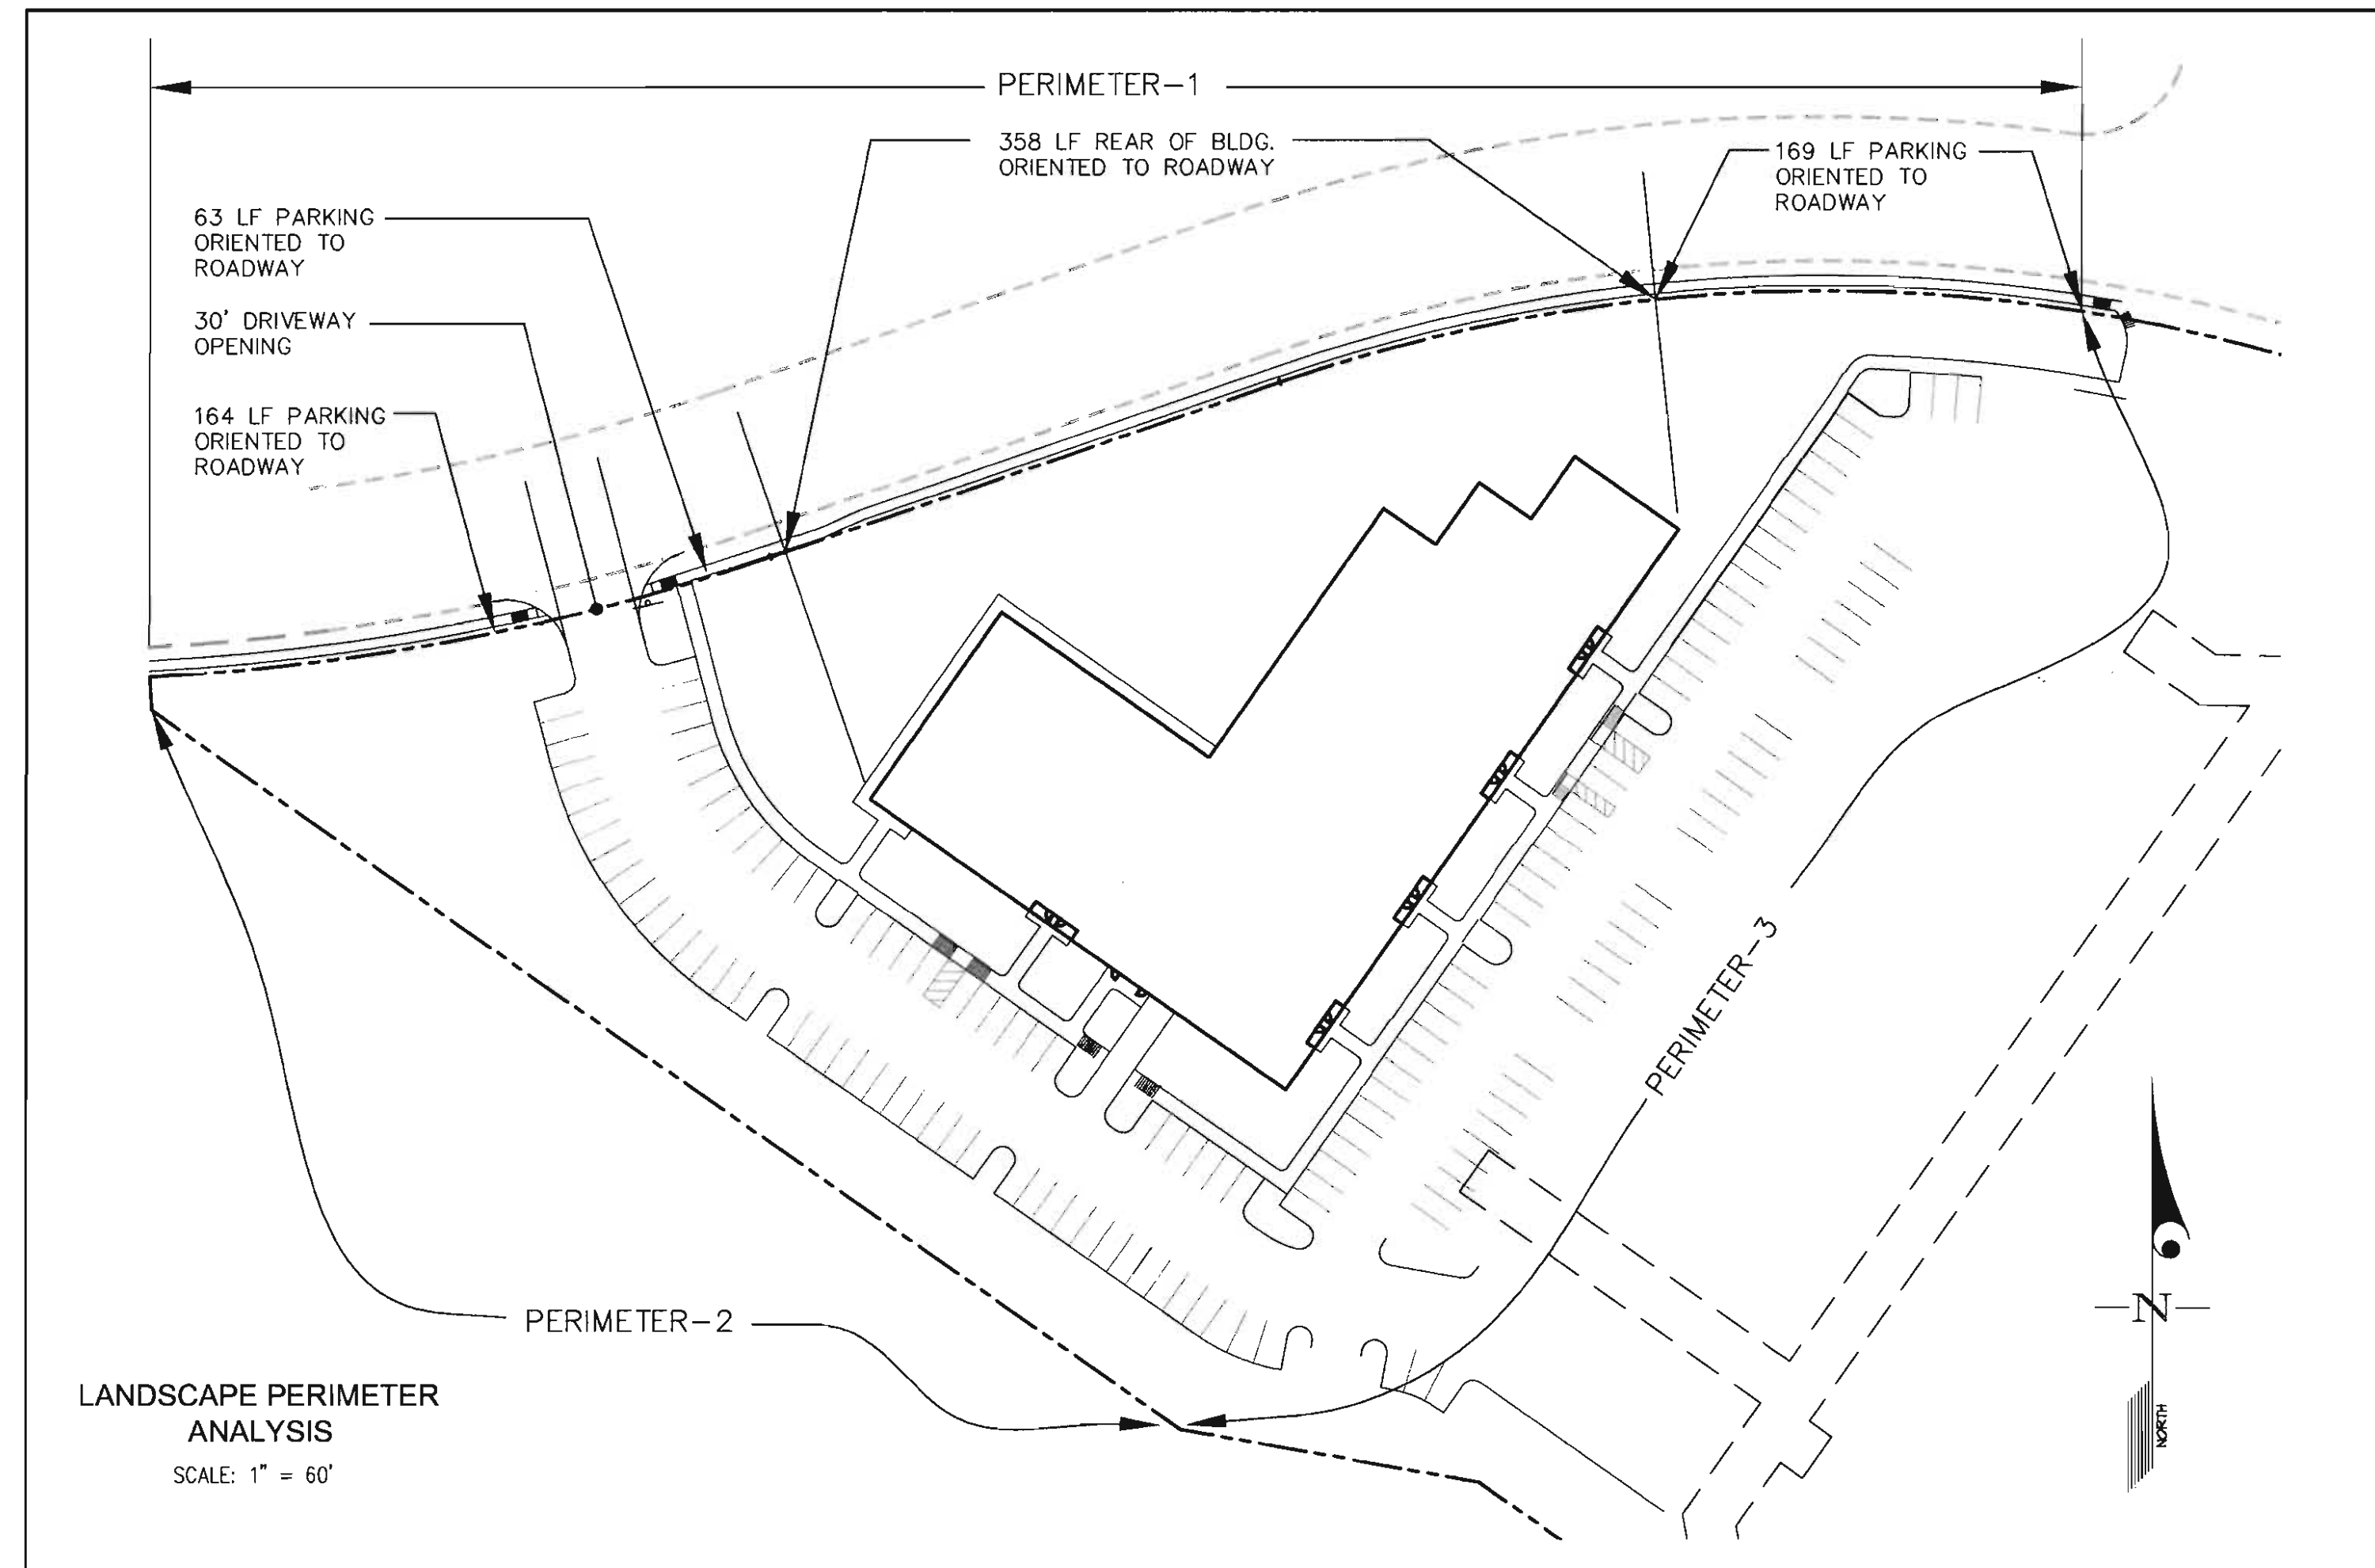 PERIMETER-1
358 LF REAR OF BLDG.
ORIENTED TO ROADWAY
169 LF PARKING
ORIENTED TO
ROADWAY
63 LF PARKING
ORIENTED TO
ROADWAY
30' DRIVEWAY
OPENING
164 LF PARKING
ORIENTED TO
ROADWAY
PERIMETER-3
PERIMETER-2
LANDSCAPE PERIMETER
ANALYSIS
SCALE: 1" = 60'
N
NORTH